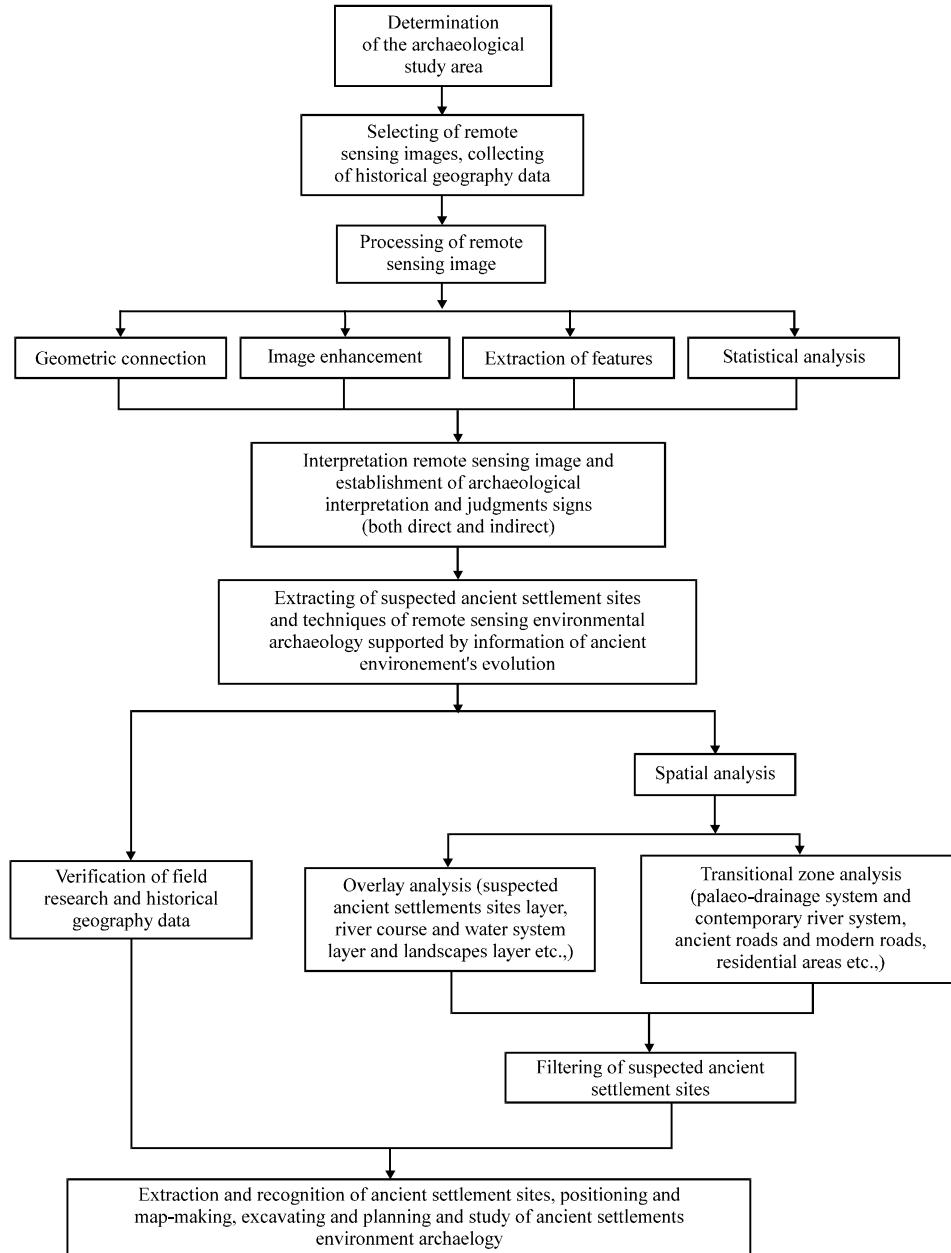 Determination
of the archaeological
study area
Selecting of remote
sensing images, collecting
of historical geography data
Processing of remote
sensing image
Geometric connection
Image enhancement
Extraction of features
Statistical analysis
Interpretation remote sensing image and
establishment of archaeological
interpretation and judgments signs
(both direct and indirect)
Extracting of suspected ancient settlement sites
and techniques of remote sensing environmental
archaeology supported by information of ancient
environement's evolution
Spatial analysis
Verification of field
research and historical
geography data
Overlay analysis (suspected
ancient settlements sites layer,
river course and water system
layer and landscapes layer etc.,)
Transitional zone analysis
(palaeo-drainage system and
contemporary river system,
ancient roads and modern roads,
residential areas etc.,)
Filtering of suspected ancient
settlement sites
Extraction and recognition of ancient settlement sites, positioning and
map-making, excavating and planning and study of ancient settlements
environment archaelogy